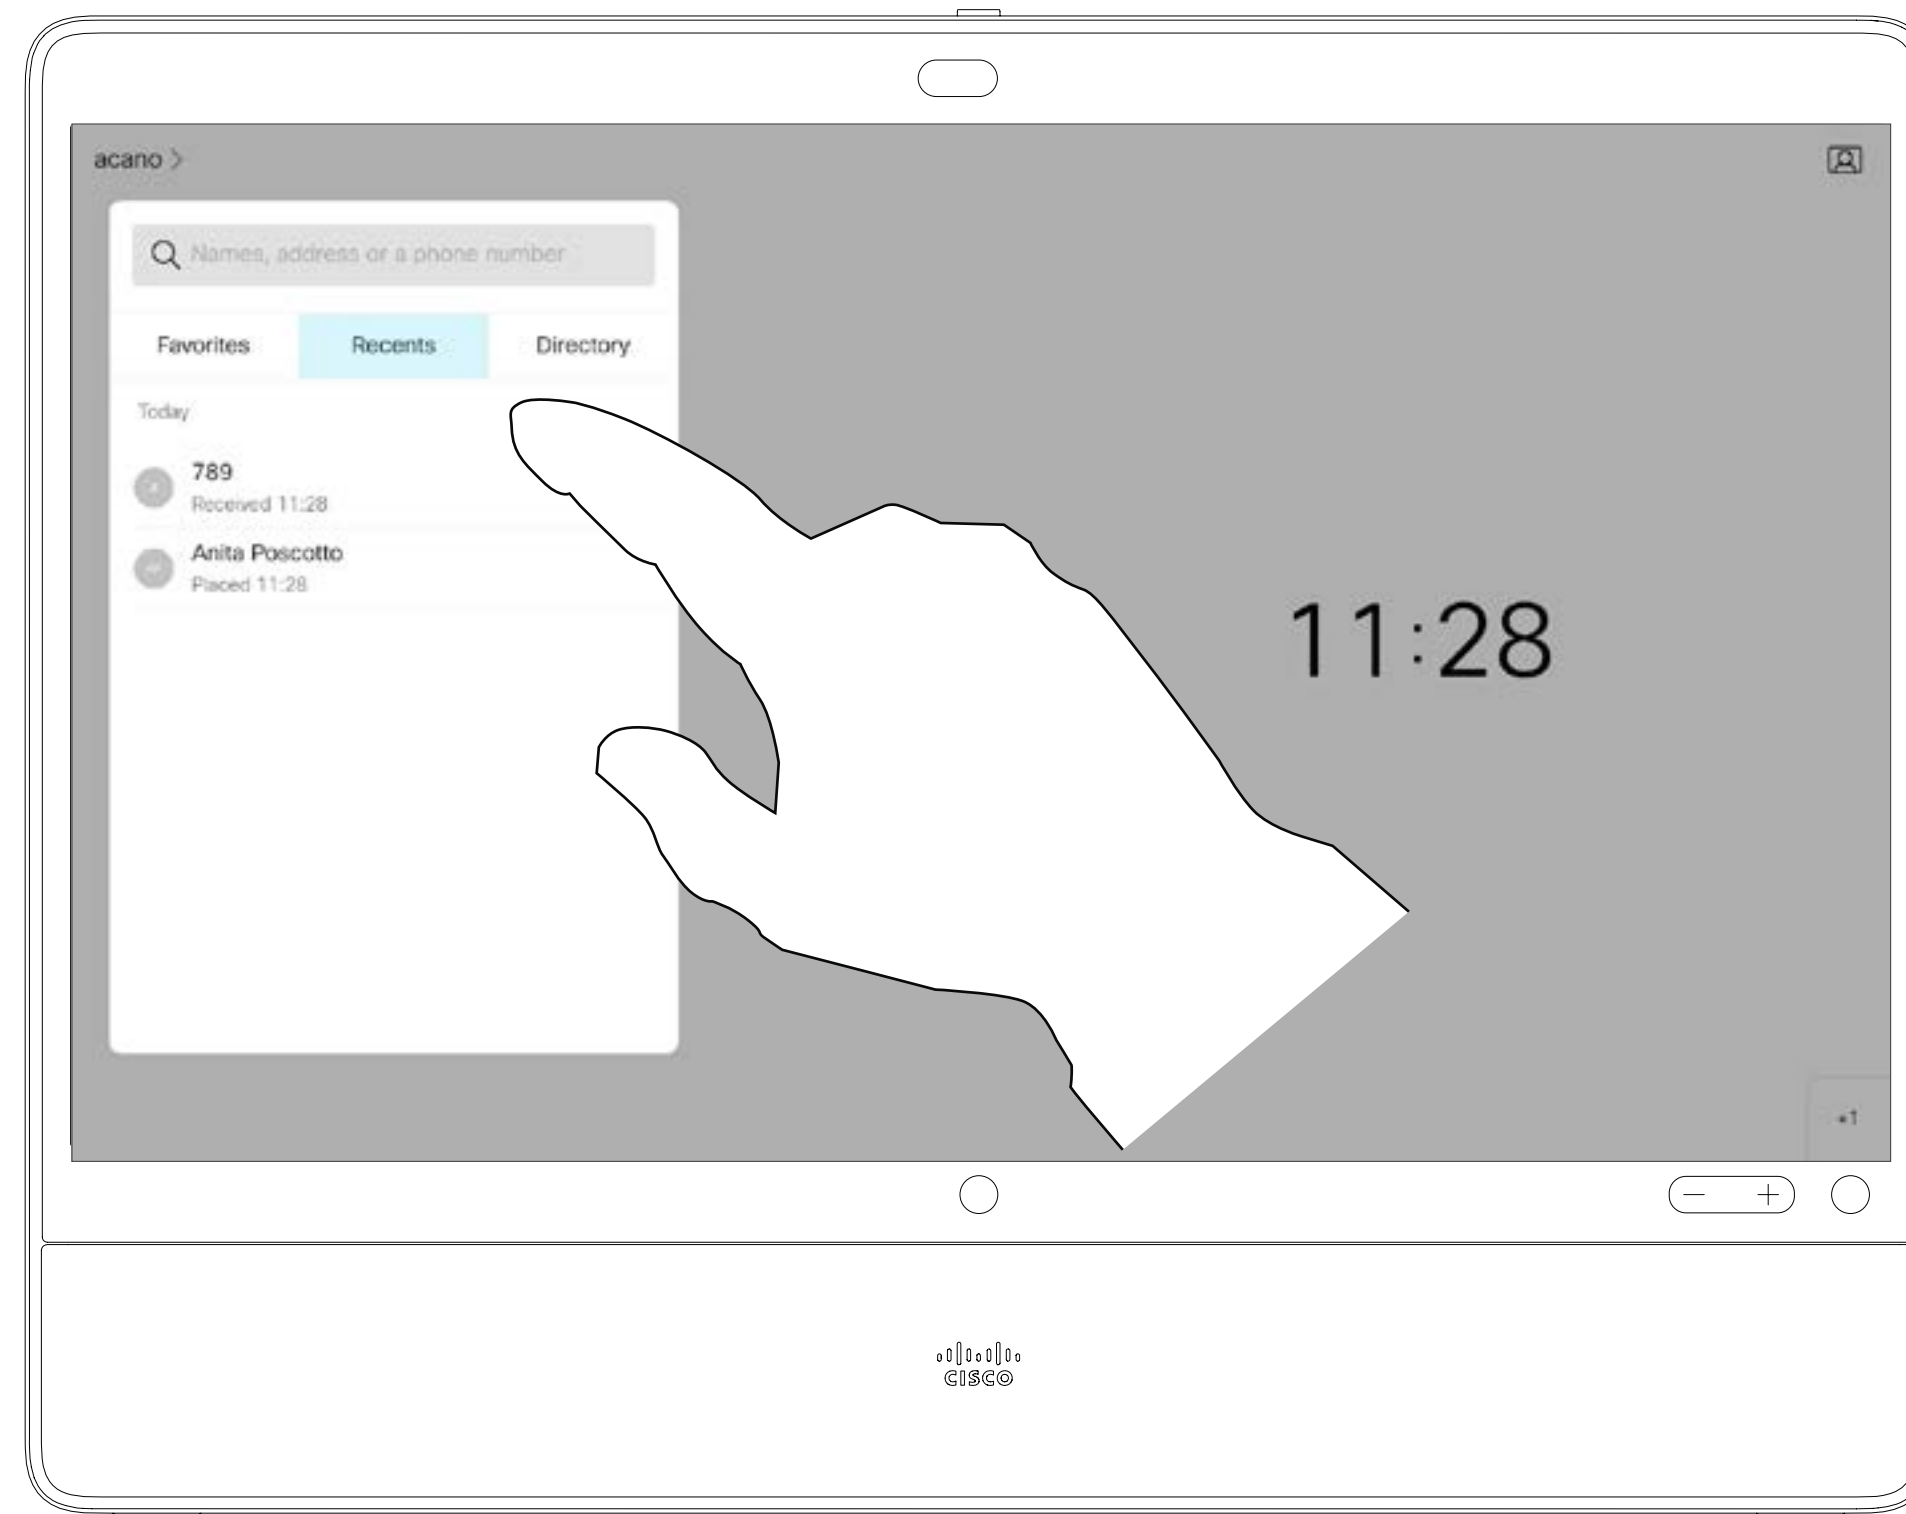 acano
Names, address or a phone number
Favorites
Recents
Directory
Today
789
Received 11:28
Anita Poscotto
Placed 11:28
11:28
•1
CISCO